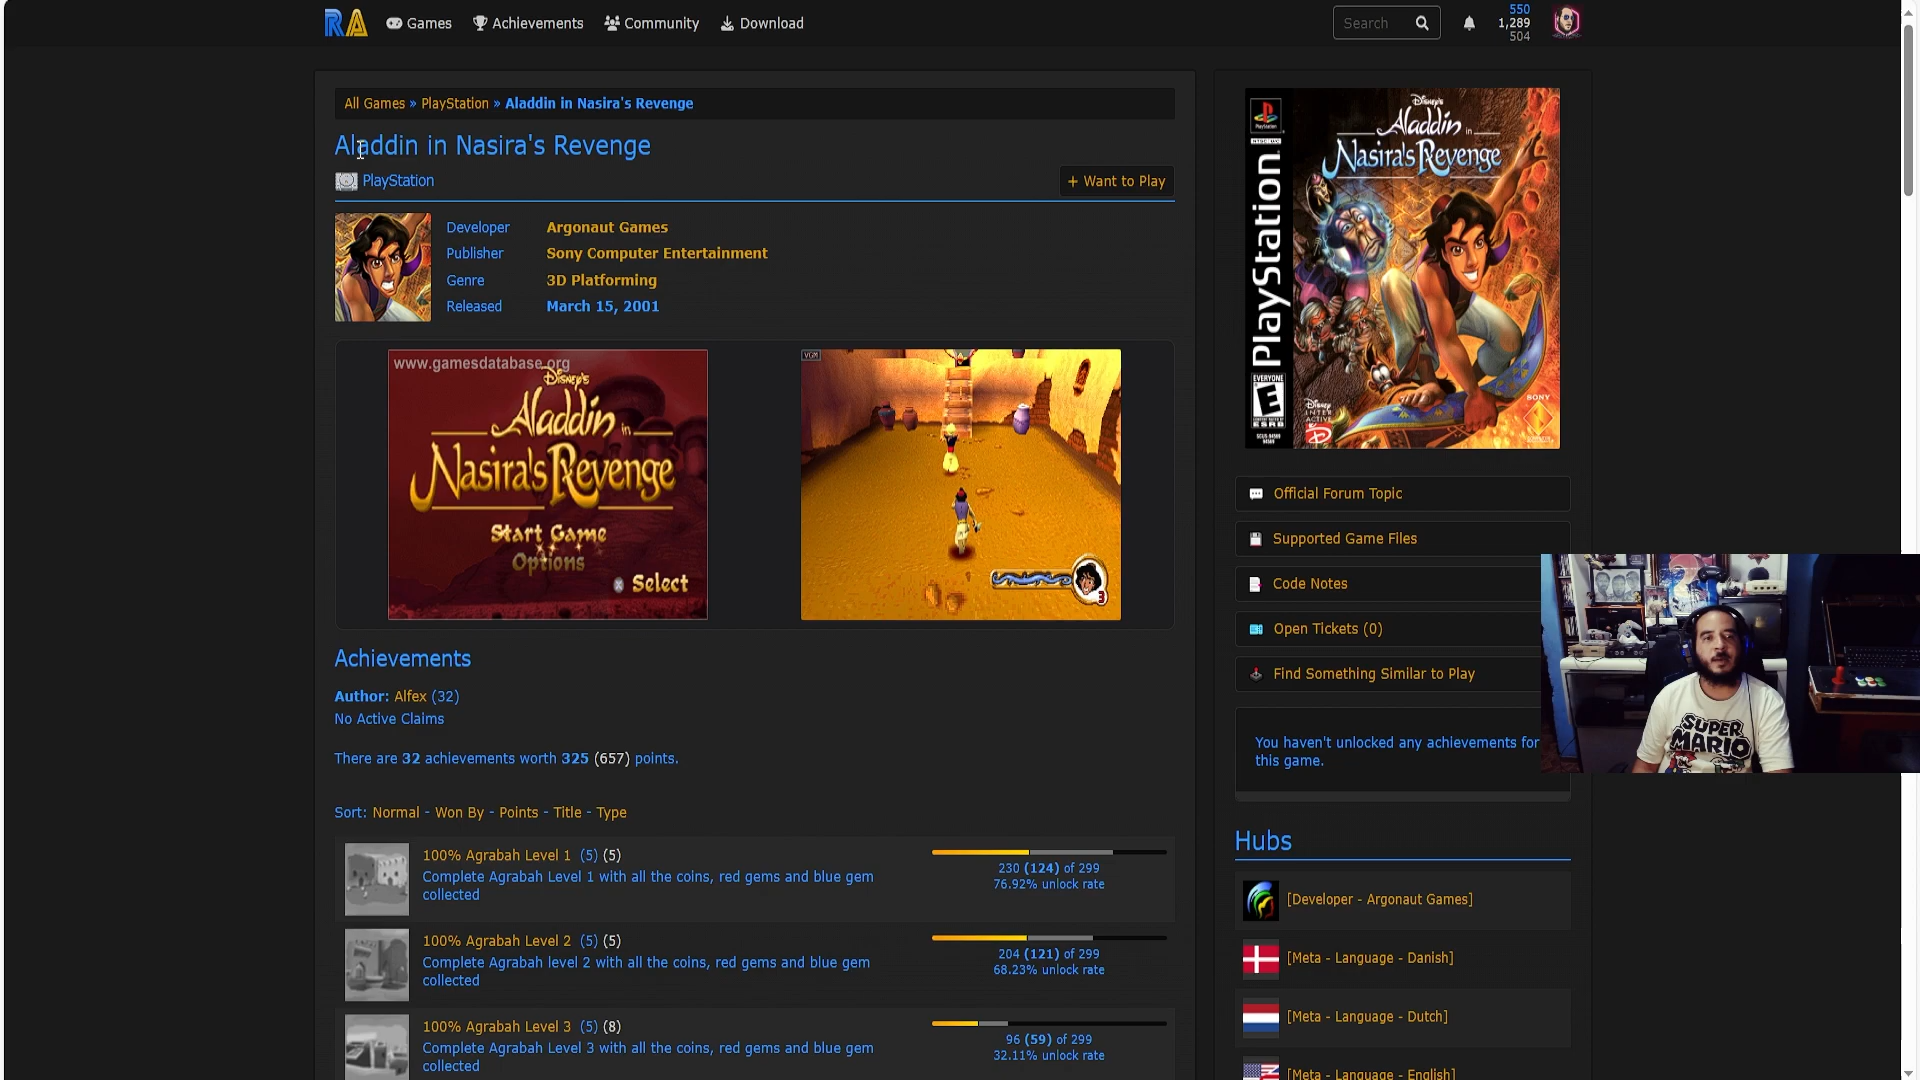 RA
Games
Achievements
Community
Download
Search
550
1,289
504
All Games » PlayStation » Aladdin in Nasira's Revenge
Aladdin in Nasira's Revenge
PlayStation
+ Want to Play
Developer Argonaut Games
Publisher Sony Computer Entertainment
Genre 3D Platforming
Released March 15, 2001
www.gamesdatabase.org
Disney's
Aladdin in
Nasira's Revenge
Start Game
Options
Select
VGM
3
Achievements
Author: Alfex (32)
No Active Claims
There are 32 achievements worth 325 (657) points.
Sort: Normal - Won By - Points - Title - Type
100% Agrabah Level 1 (5) (5)
Complete Agrabah Level 1 with all the coins, red gems and blue gem
collected
230 (124) of 299
76.92% unlock rate
100% Agrabah Level 2 (5) (5)
Complete Agrabah level 2 with all the coins, red gems and blue gem
collected
204 (121) of 299
68.23% unlock rate
100% Agrabah Level 3 (5) (8)
Complete Agrabah Level 3 with all the coins, red gems and blue gem
collected
96 (59) of 299
32.11% unlock rate
PlayStation
Disney's
Aladdin in
Nasira's Revenge
EVERYONE
E
ESRB
Disney
INTERACTIVE
SONY
Official Forum Topic
Supported Game Files
Code Notes
Open Tickets (0)
Find Something Similar to Play
You haven't unlocked any achievements for
this game.
SUPER
MARIO
Hubs
[Developer - Argonaut Games]
[Meta - Language - Danish]
[Meta - Language - Dutch]
[Meta - Language - English]